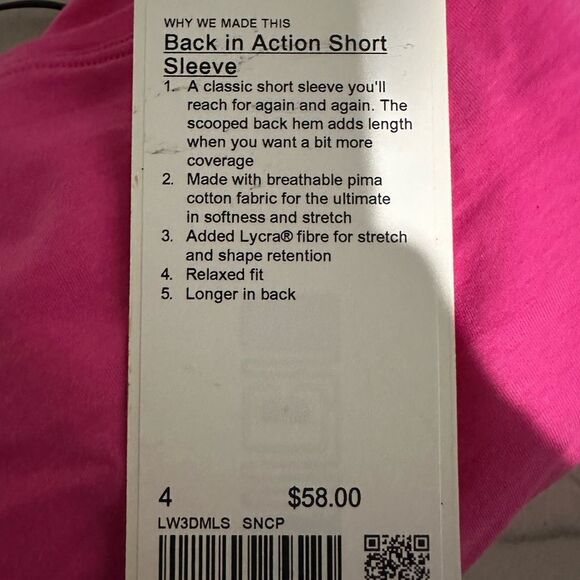 WHY WE MADE THIS
Back in Action Short
Sleeve
1. A classic short sleeve you'll
reach for again and again. The
scooped back hem adds length
when you want a bit more
coverage
2. Made with breathable pima
cotton fabric for the ultimate
in softness and stretch
3. Added Lycra® fibre for stretch
and shape retention
4. Relaxed fit
5. Longer in back
4 $58.00
LW3DMLS SNCP